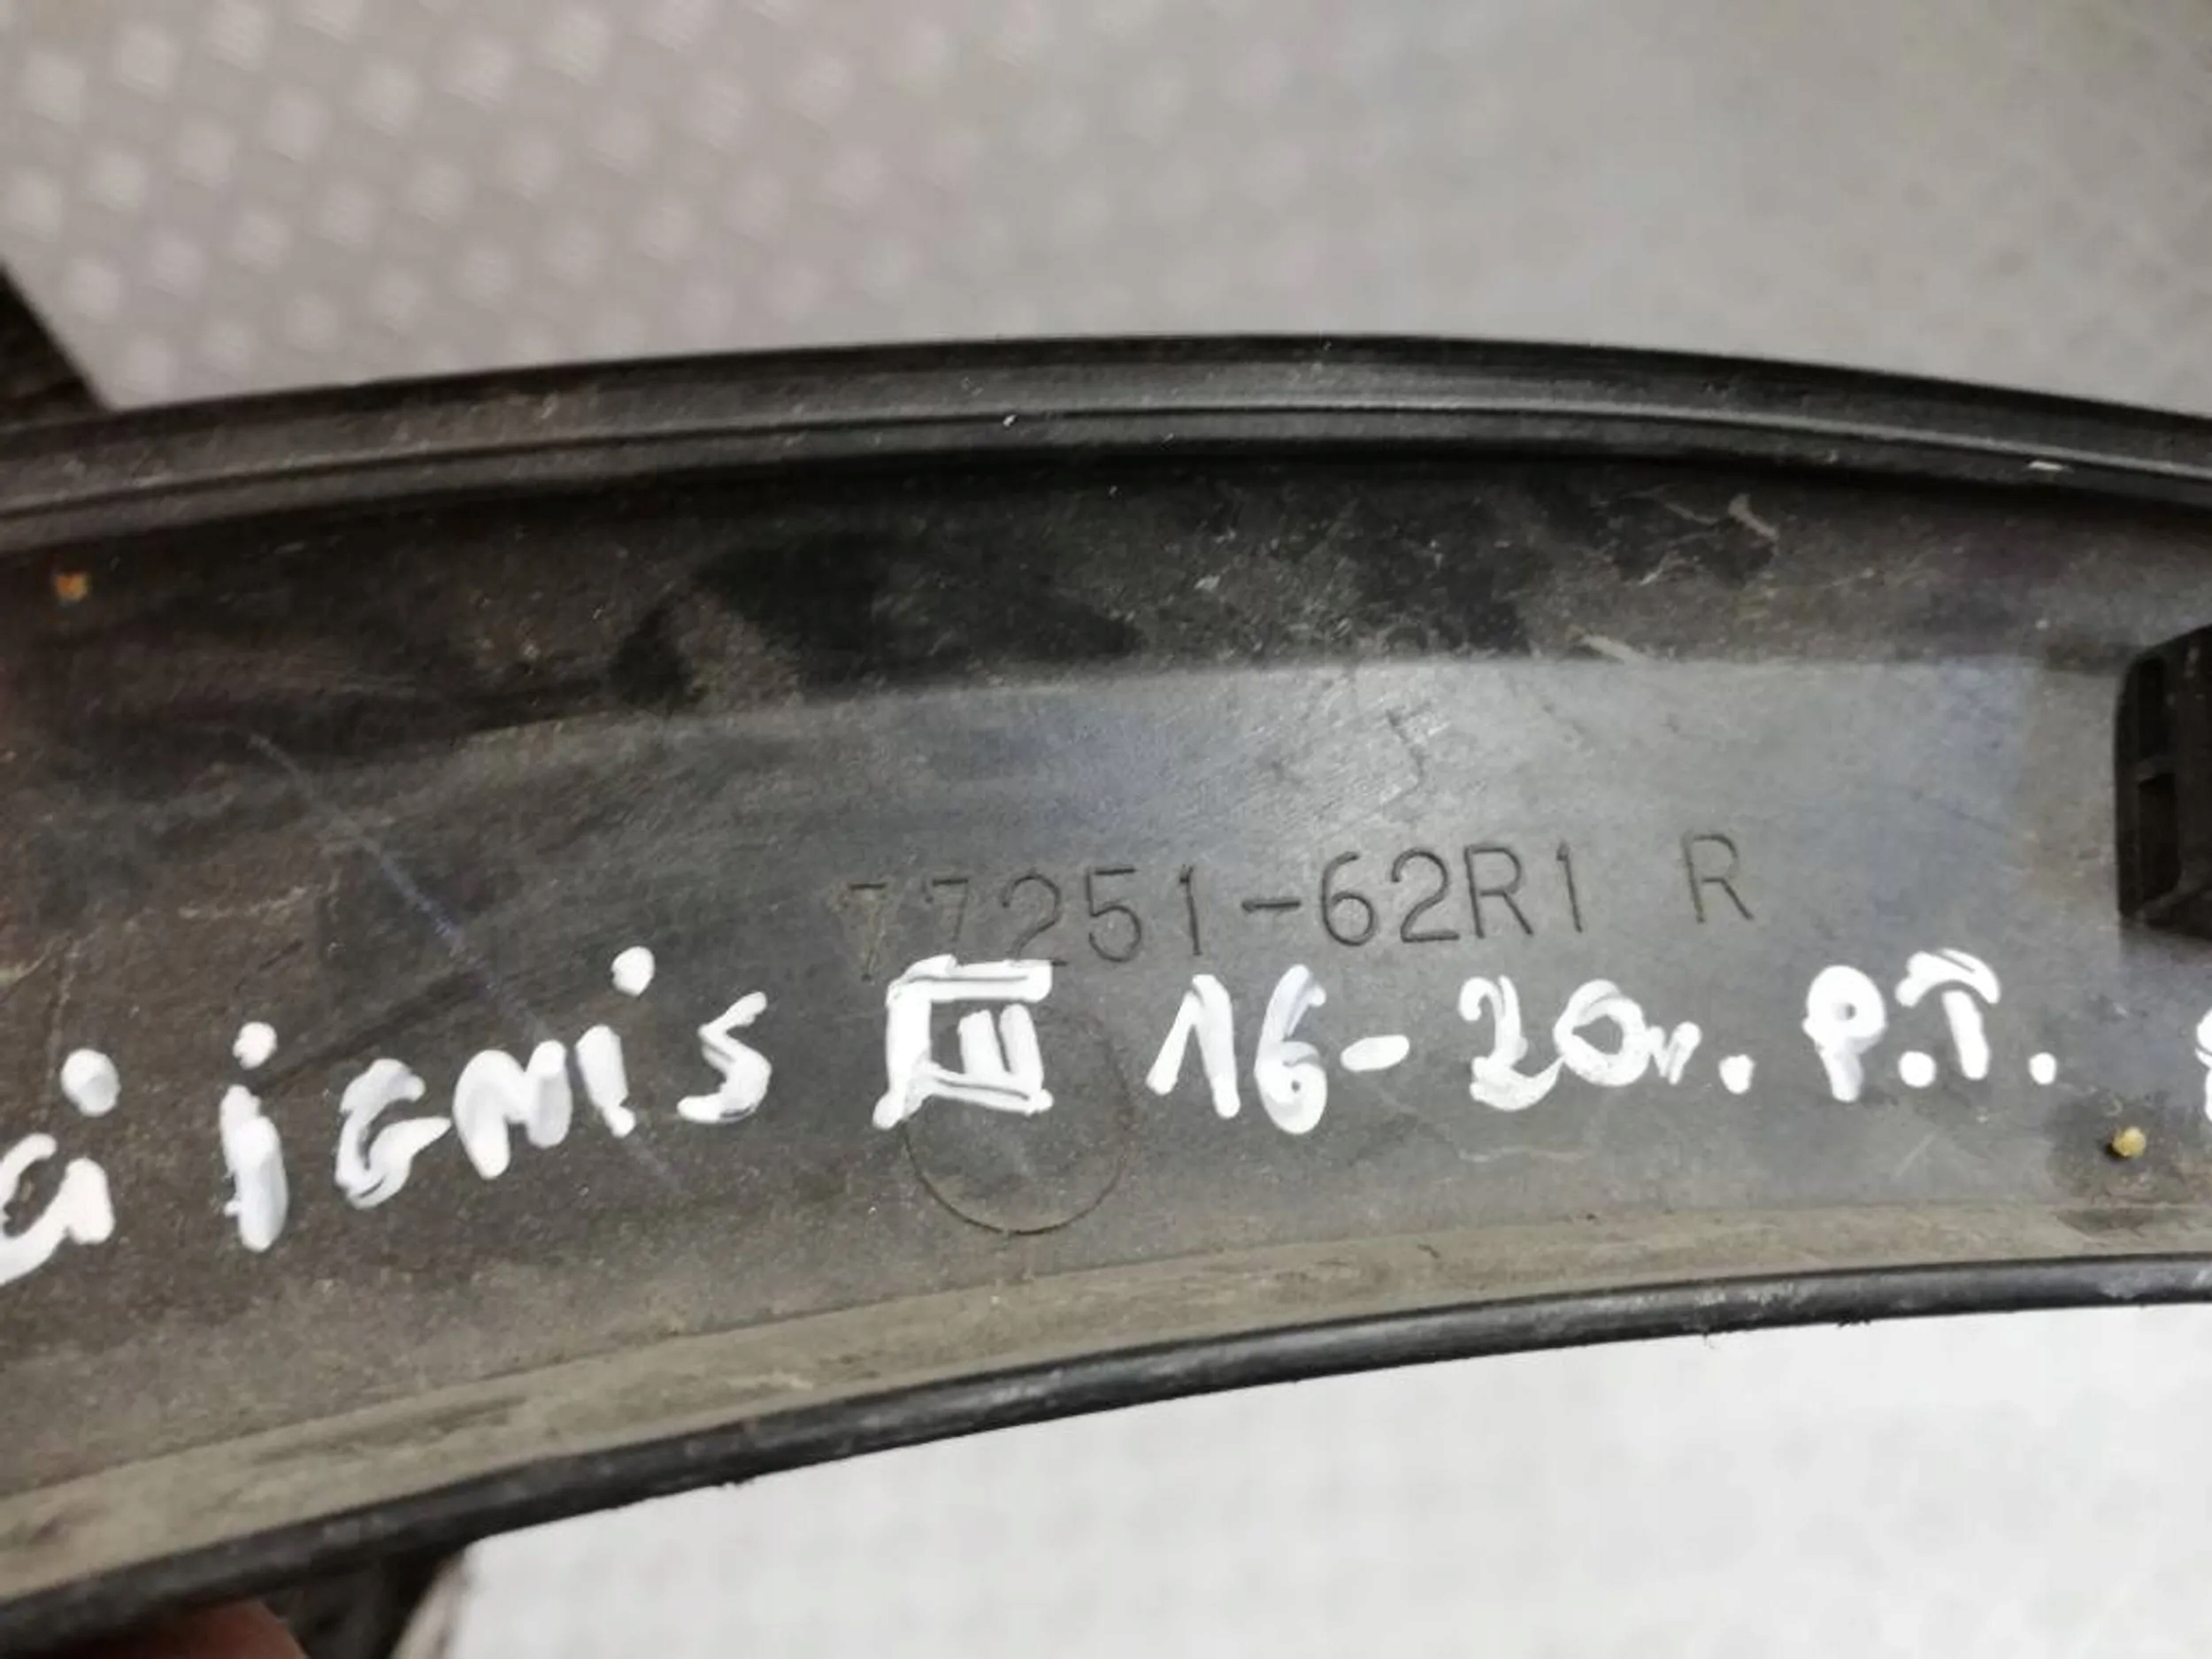 77251-62R1 R
i iGNiS III 16-20r. P.T.